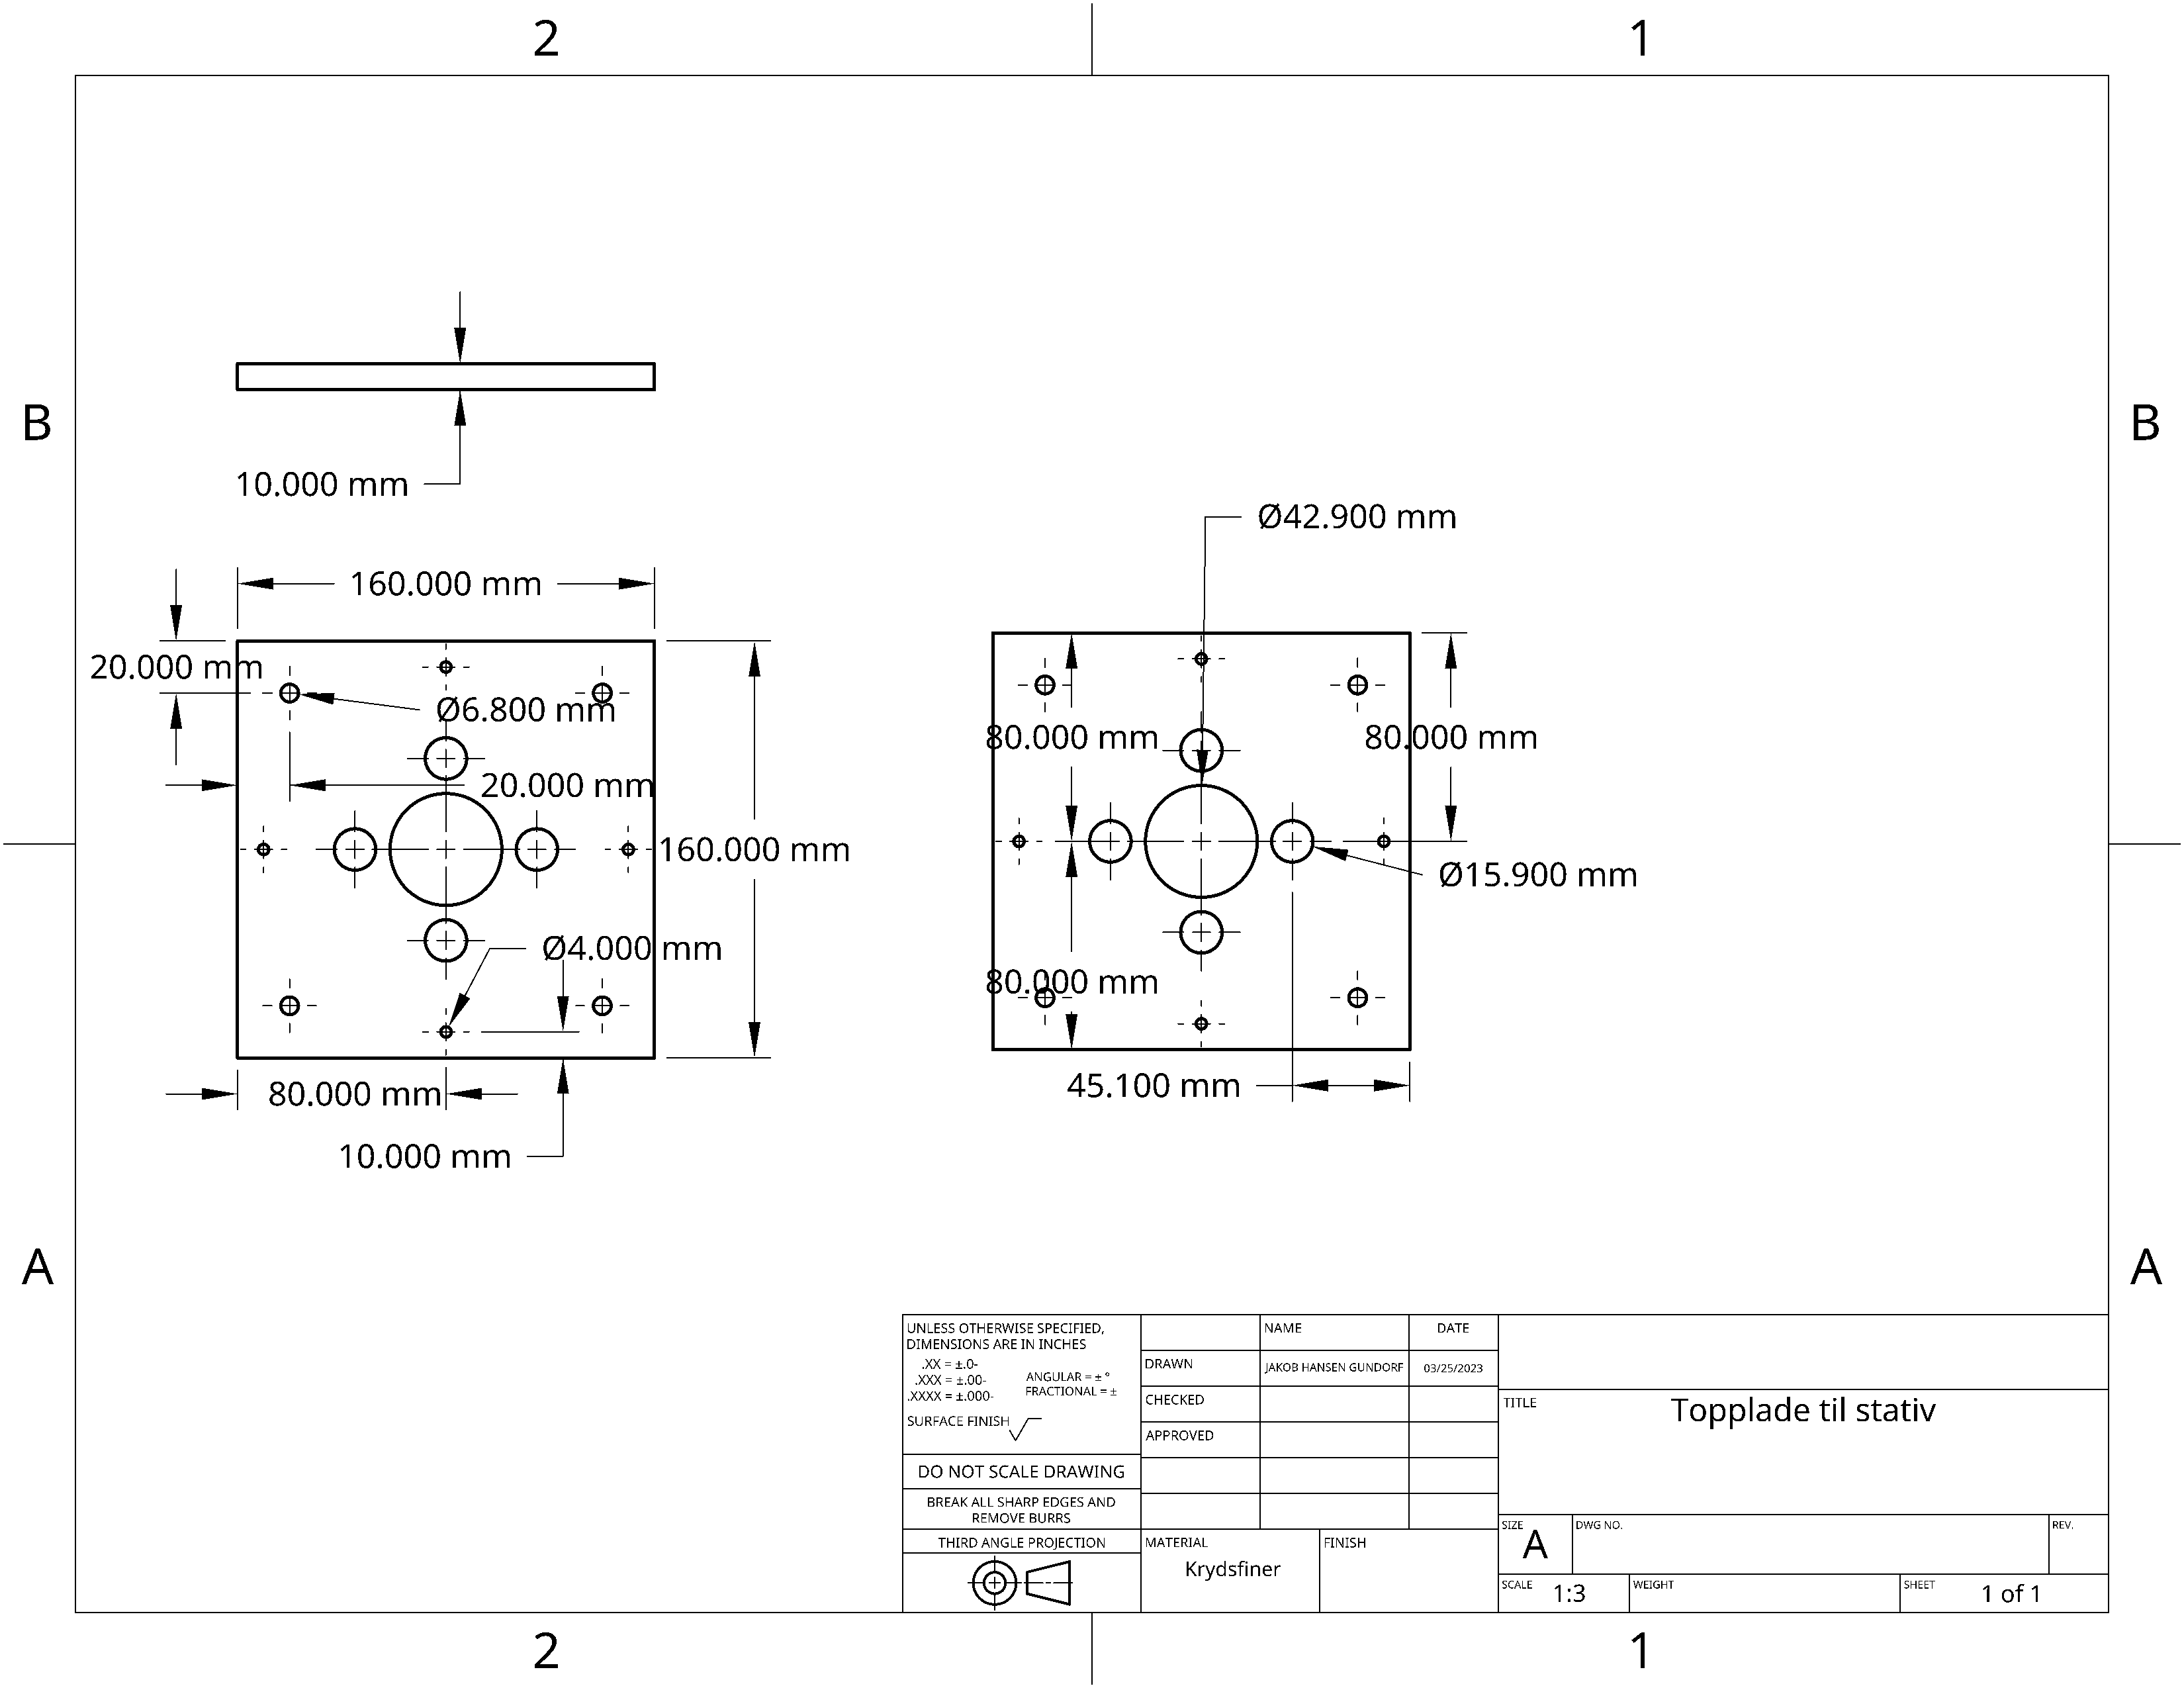 2
1
B
B
10.000 mm
Ø42.900 mm
160.000 mm
20.000 mm
Ø6.800 mm
80.000 mm
80.000 mm
20.000 mm
160.000 mm
Ø15.900 mm
Ø4.000 mm
80.000 mm
80.000 mm
45.100 mm
10.000 mm
A
A
UNLESS OTHERWISE SPECIFIED,
DIMENSIONS ARE IN INCHES
.XX = ±.0-
.XXX = ±.00-
.XXXX = ±.000-
ANGULAR = ± °
FRACTIONAL = ±
SURFACE FINISH
DO NOT SCALE DRAWING
BREAK ALL SHARP EDGES AND
REMOVE BURRS
THIRD ANGLE PROJECTION
NAME
DATE
DRAWN
JAKOB HANSEN GUNDORF
03/25/2023
CHECKED
APPROVED
MATERIAL
Krydsfiner
FINISH
TITLE
Topplade til stativ
SIZE
A
DWG NO.
REV.
SCALE
1:3
WEIGHT
SHEET
1 of 1
2
1